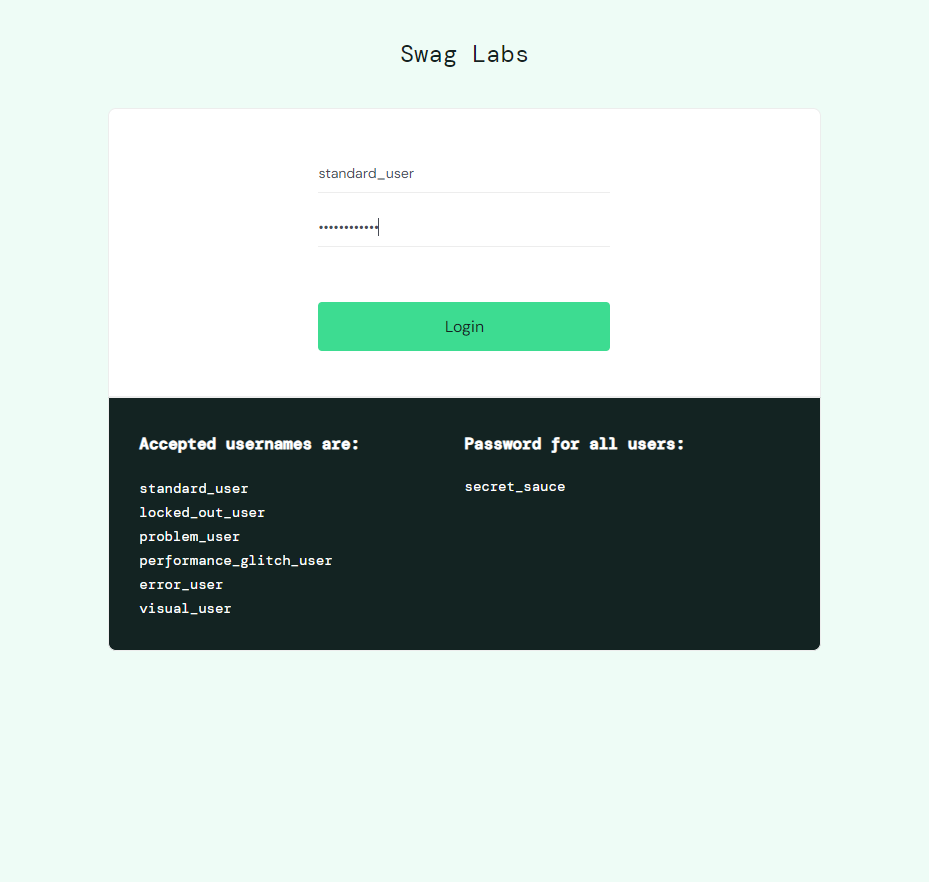 Swag Labs
standard_user
••••••••••••
Login
Accepted usernames are:
standard_user
locked_out_user
problem_user
performance_glitch_user
error_user
visual_user
Password for all users:
secret_sauce